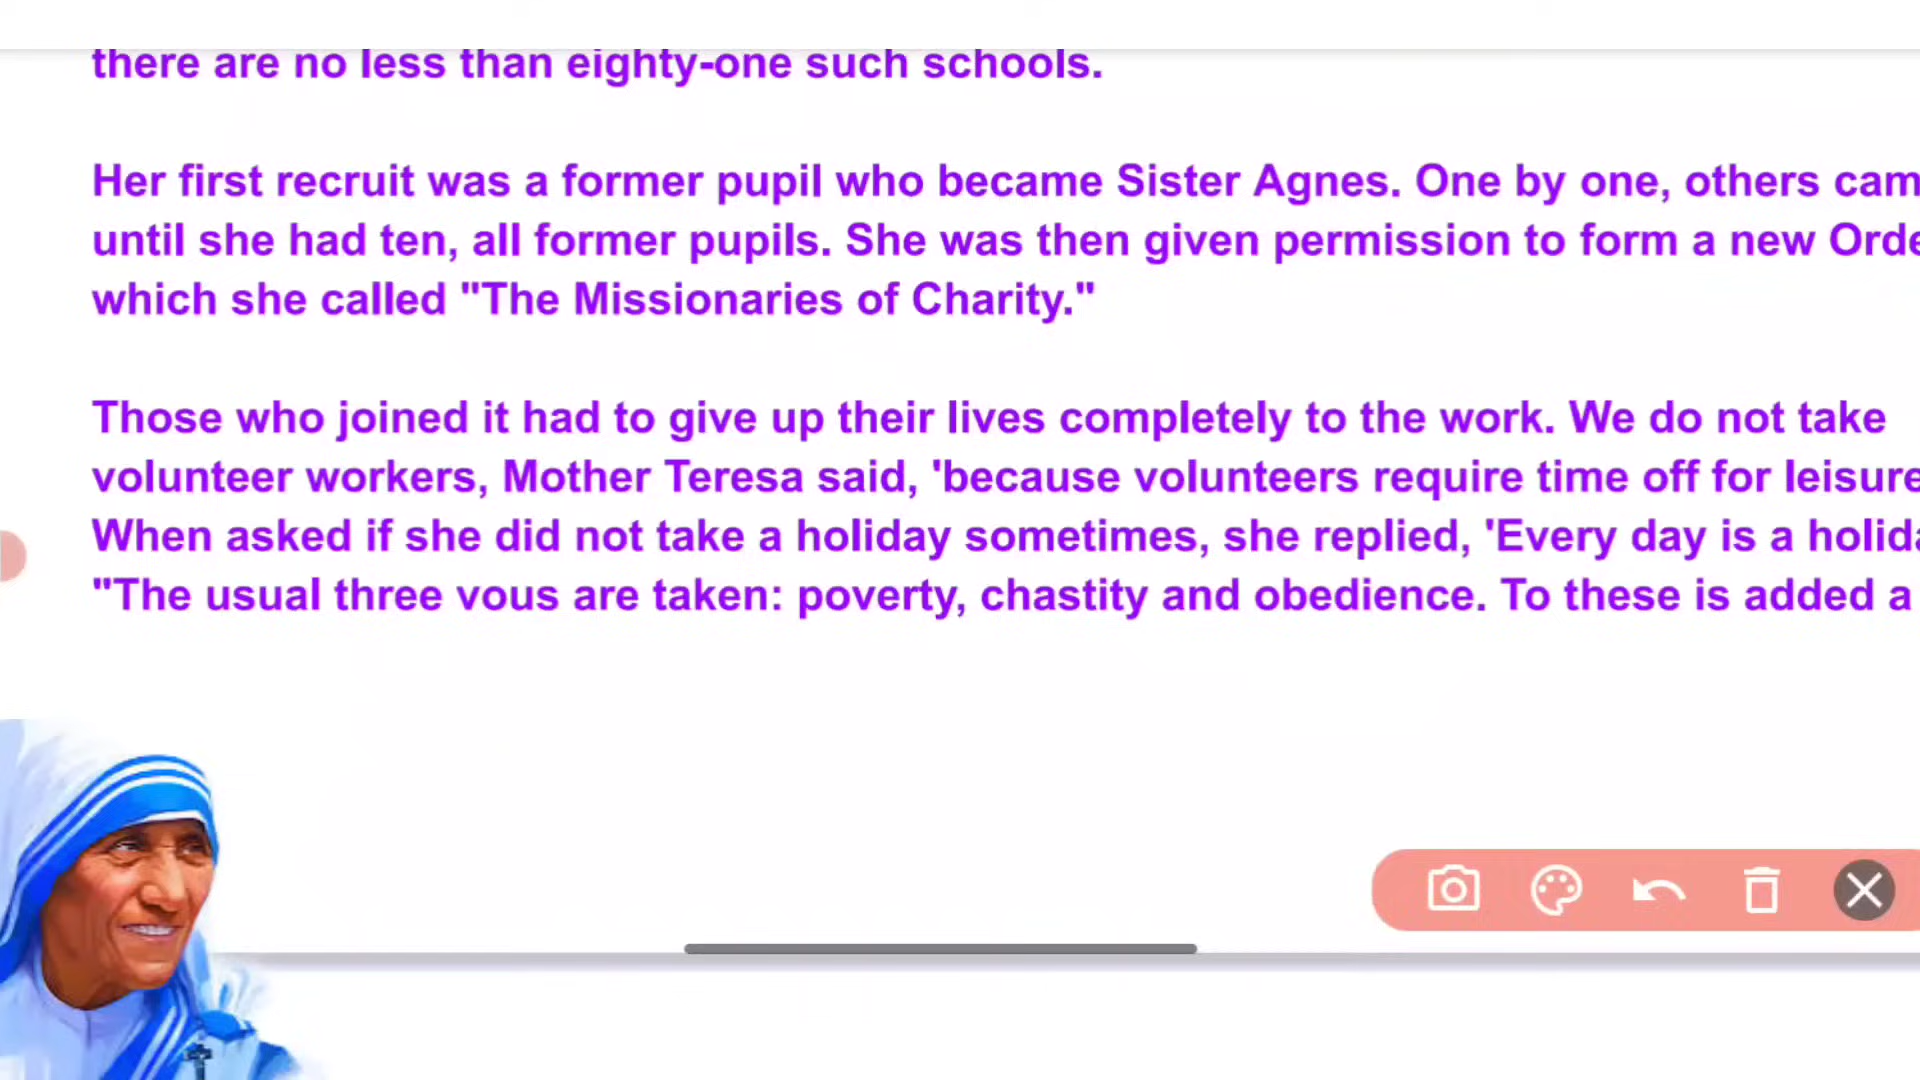 there are no less than eighty-one such schools.
Her first recruit was a former pupil who became Sister Agnes. One by one, others cam
until she had ten, all former pupils. She was then given permission to form a new Orde
which she called "The Missionaries of Charity."
Those who joined it had to give up their lives completely to the work. We do not take
volunteer workers, Mother Teresa said, 'because volunteers require time off for leisure
When asked if she did not take a holiday sometimes, she replied, 'Every day is a holida
"The usual three vous are taken: poverty, chastity and obedience. To these is added a